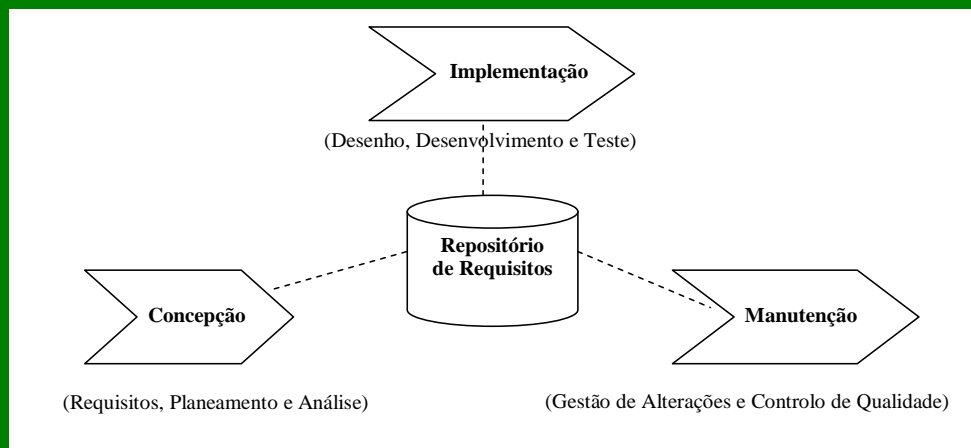 Implementação
(Desenho, Desenvolvimento e Teste)
Repositório
de Requisitos
Concepção
(Requisitos, Planeamento e Análise)
Manutenção
(Gestão de Alterações e Controlo de Qualidade)